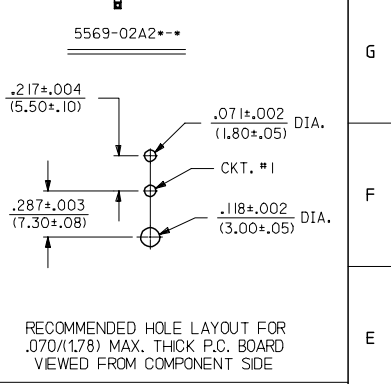 5569-02A2*-*
G
.217±.004
(5.50±.10)
.071±.002
(1.80±.05)
DIA.
CKT. #1
F
.287±.003
(7.30±.08)
.118±.002
(3.00±.05)
DIA.
RECOMMENDED HOLE LAYOUT FOR
.070/(1.78) MAX. THICK P.C. BOARD
VIEWED FROM COMPONENT SIDE
E